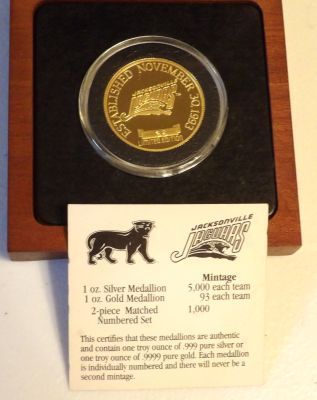 ESTABLISHED NOVEMBER 30 1993
JACKSONVILLE
JAGUARS
LIMITED EDITION
JACKSONVILLE
JAGUARS
Mintage
1 oz. Silver Medallion 5,000 each team
1 oz. Gold Medallion 93 each team
2-piece Matched 1,000
Numbered Set
This certifies that these medallions are authentic
and contain one troy ounce of .999 pure silver or
one troy ounce of .9999 pure gold. Each medallion
is individually numbered and there will never be a
second mintage.